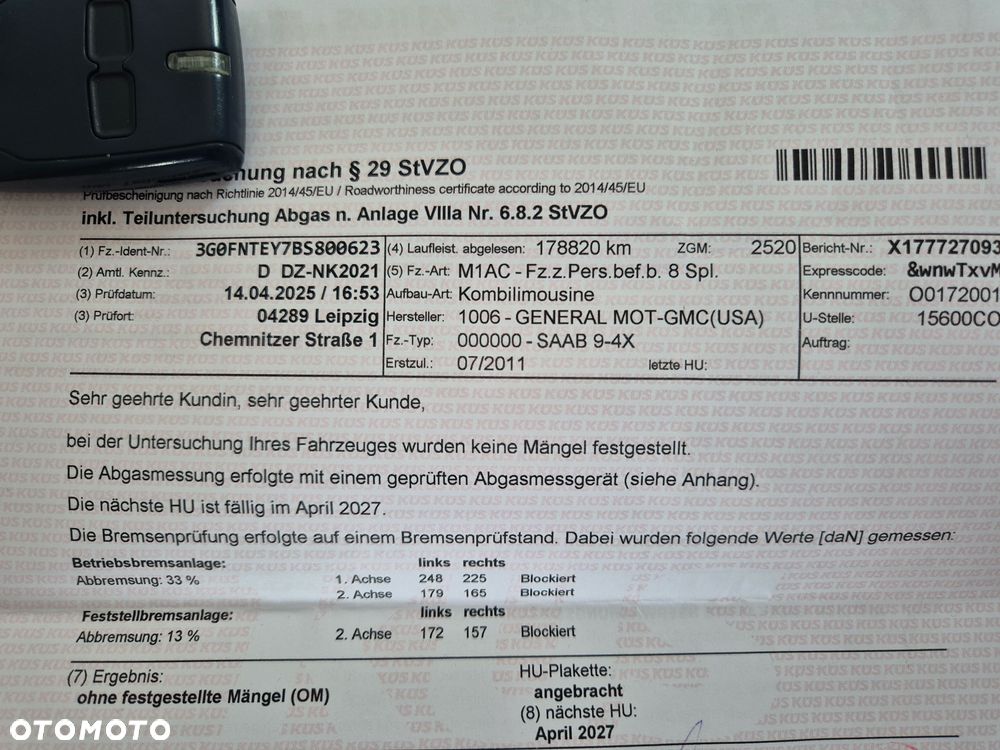 hung nach § 29 StVZO
Prüfbescheinigung nach Richtlinie 2014/45/EU / Roadworthiness certificate according to 2014/45/EU
inkl. Teiluntersuchung Abgas n. Anlage VIIIa Nr. 6.8.2 StVZO
(1) Fz.-Ident-Nr.: 3G0FNTEY7BS800623 (4) Laufleist. abgelesen: 178820 km ZGM: 2520 Bericht-Nr.: X177727093
(2) Amtl. Kennz.: D DZ-NK2021 (5) Fz.-Art: M1AC - Fz.z.Pers.bef.b. 8 Spl. Expresscode: &wnwTxvM
(3) Prüfdatum: 14.04.2025 / 16:53 Aufbau-Art: Kombilimousine Kennnummer: O0172001
(3) Prüfort: 04289 Leipzig Hersteller: 1006 - GENERAL MOT-GMC(USA) U-Stelle: 15600CO
Chemnitzer Straße 1 Fz.-Typ: 000000 - SAAB 9-4X Auftrag:
Erstzul.: 07/2011 letzte HU:
Sehr geehrte Kundin, sehr geehrter Kunde,
bei der Untersuchung Ihres Fahrzeuges wurden keine Mängel festgestellt.
Die Abgasmessung erfolgte mit einem geprüften Abgasmessgerät (siehe Anhang).
Die nächste HU ist fällig im April 2027.
Die Bremsenprüfung erfolgte auf einem Bremsenprüfstand. Dabei wurden folgende Werte [daN] gemessen:
Betriebsbremsanlage: links rechts
Abbremsung: 33 % 1. Achse 248 225 Blockiert
2. Achse 179 165 Blockiert
Feststellbremsanlage: links rechts
Abbremsung: 13 % 2. Achse 172 157 Blockiert
(7) Ergebnis: HU-Plakette:
ohne festgestellte Mängel (OM) angebracht
(8) nächste HU:
April 2027
OTOMOTO